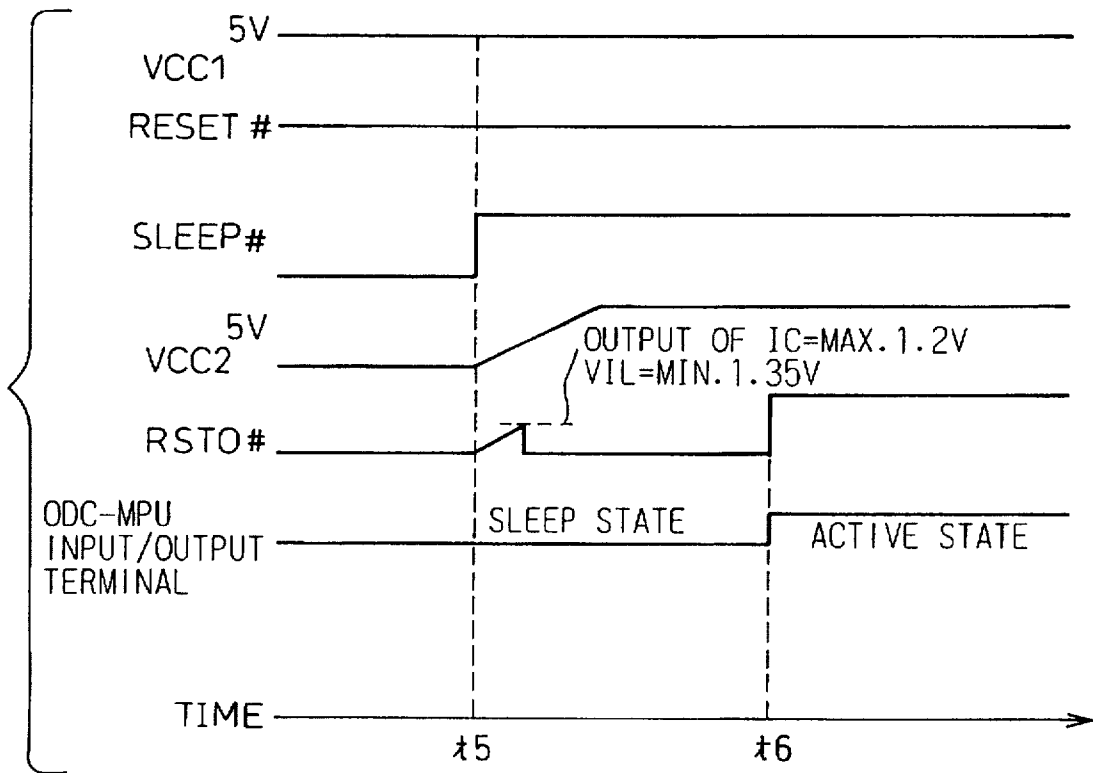 5V
VCC1
RESET #
SLEEP#
5V
VCC2
OUTPUT OF IC=MAX.1.2V
VIL=MIN.1.35V
RSTO#
ODC-MPU
INPUT/OUTPUT
TERMINAL
SLEEP STATE
ACTIVE STATE
TIME
t5
t6